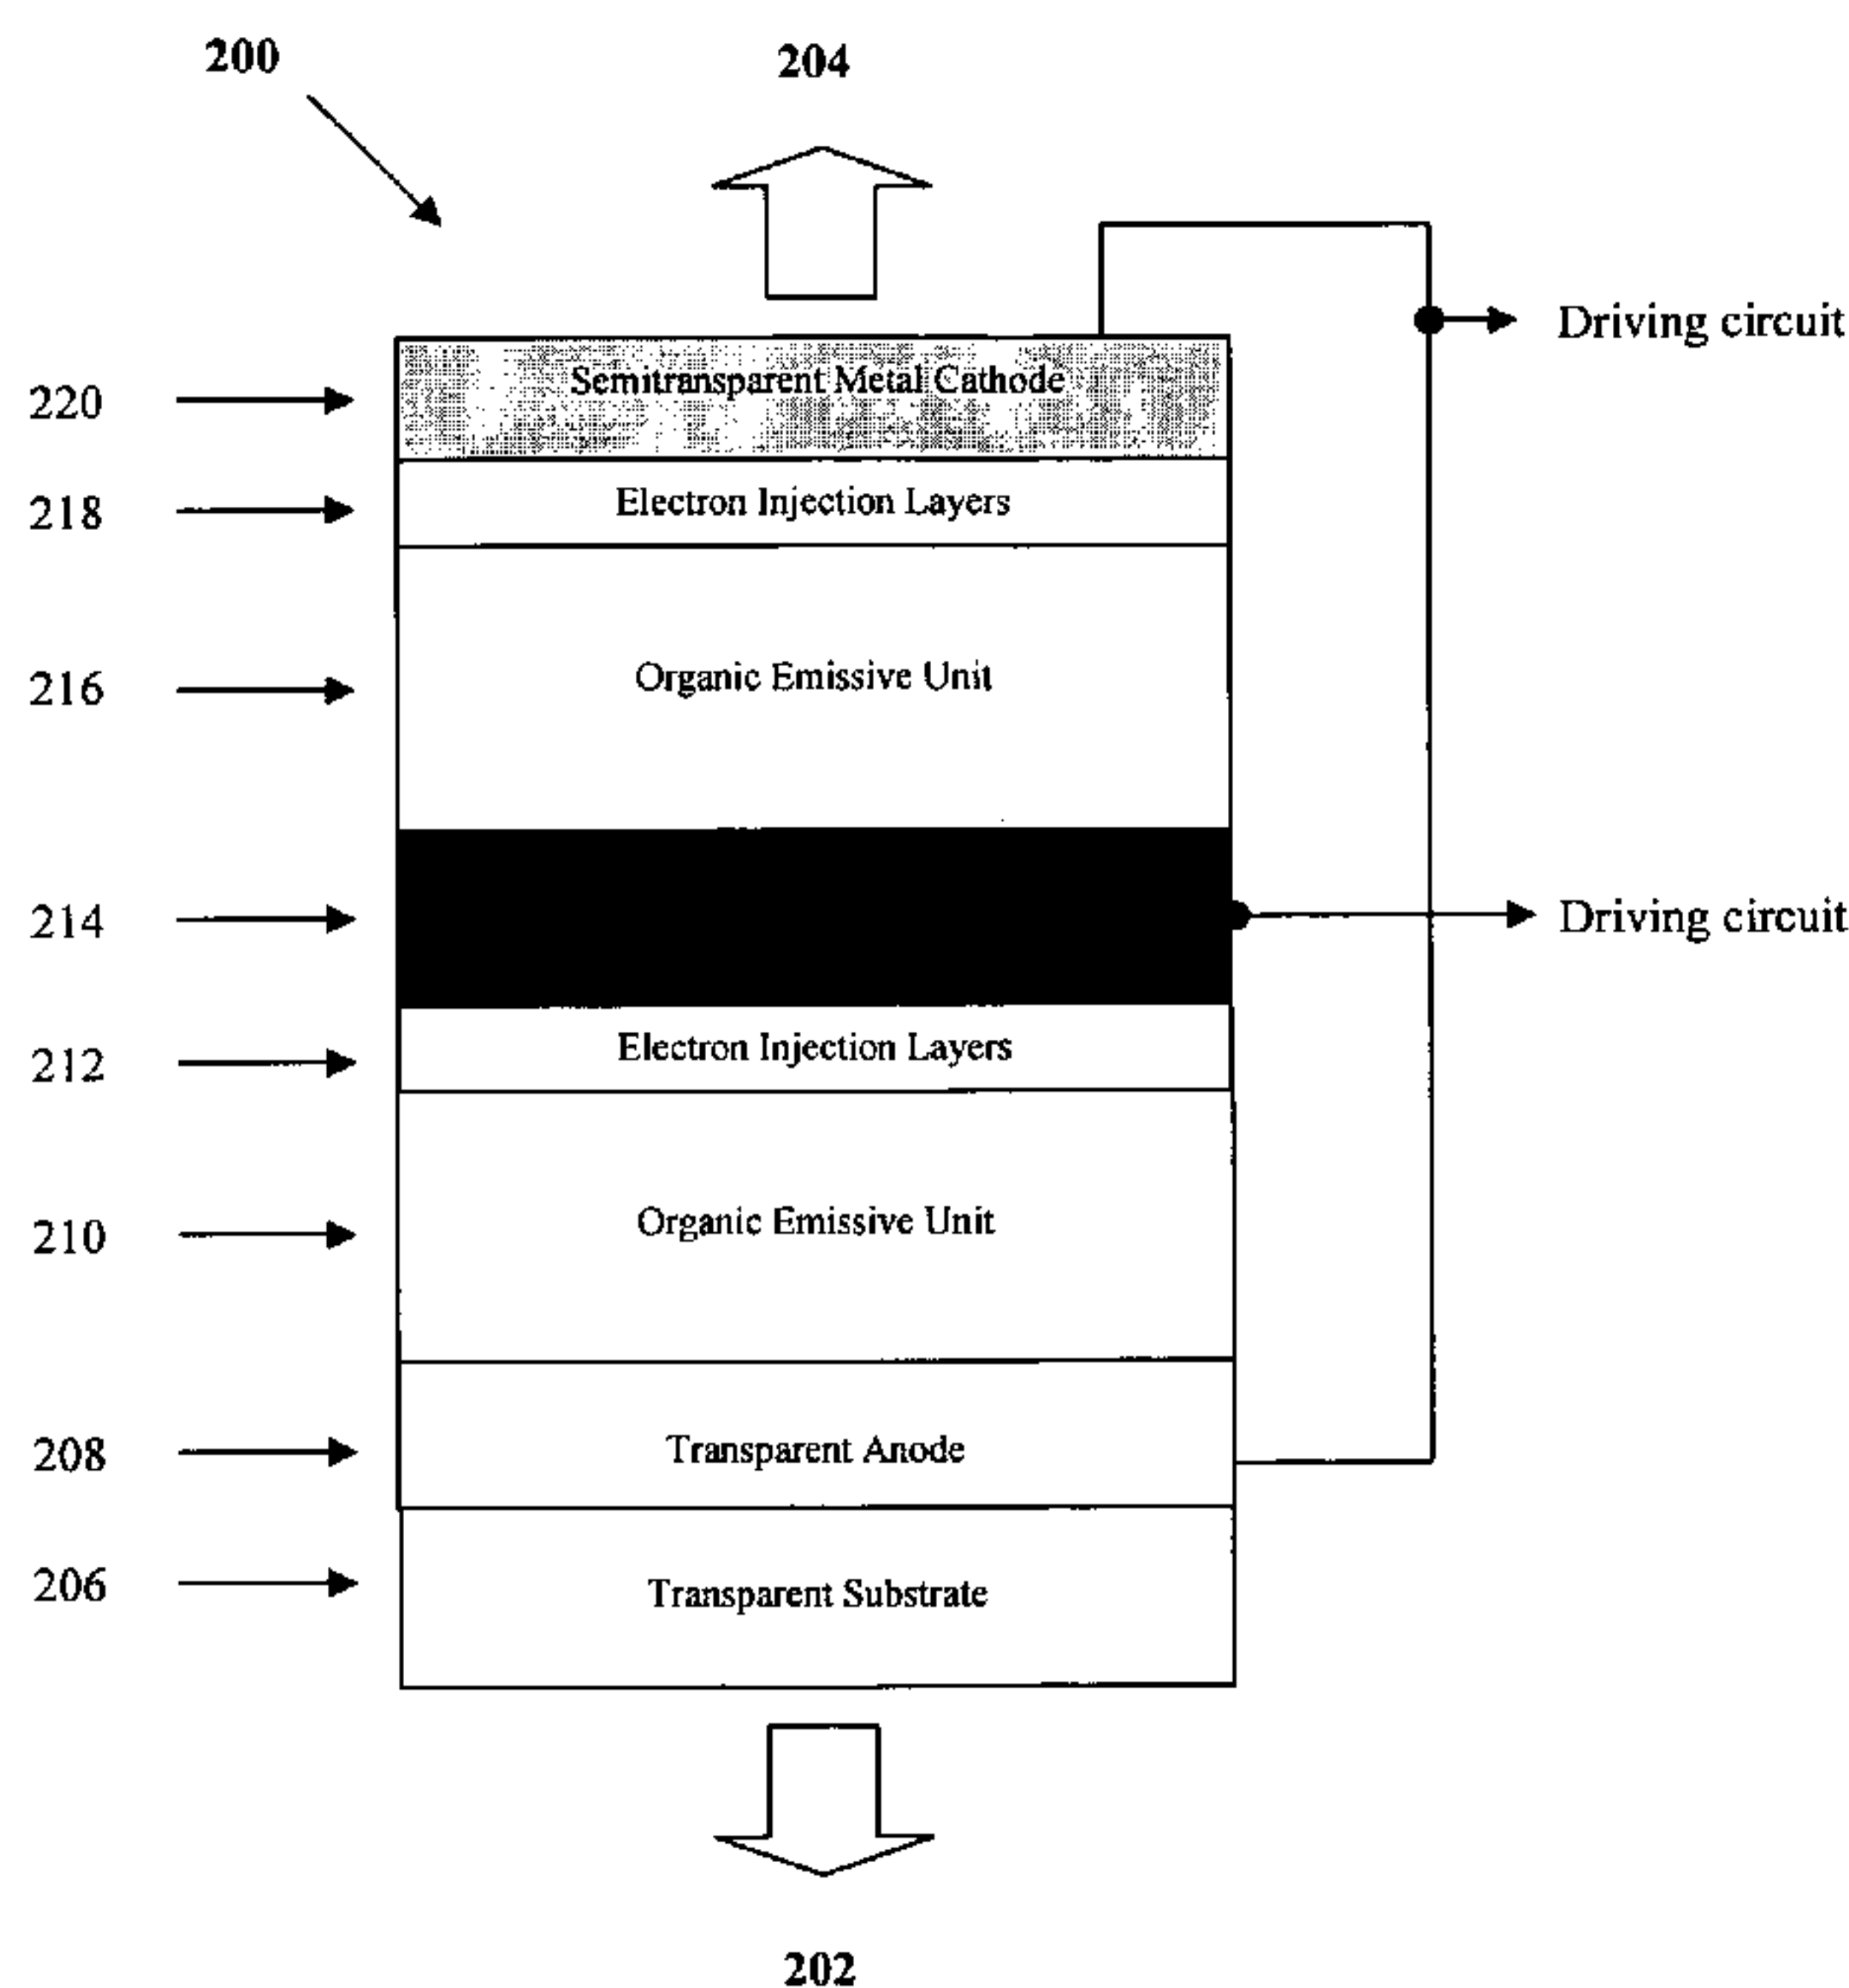 200
204
Driving circuit
220
Semitransparent Metal Cathode
218
Electron Injection Layers
216
Organic Emissive Unit
214
Driving circuit
212
Electron Injection Layers
210
Organic Emissive Unit
208
Transparent Anode
206
Transparent Substrate
202